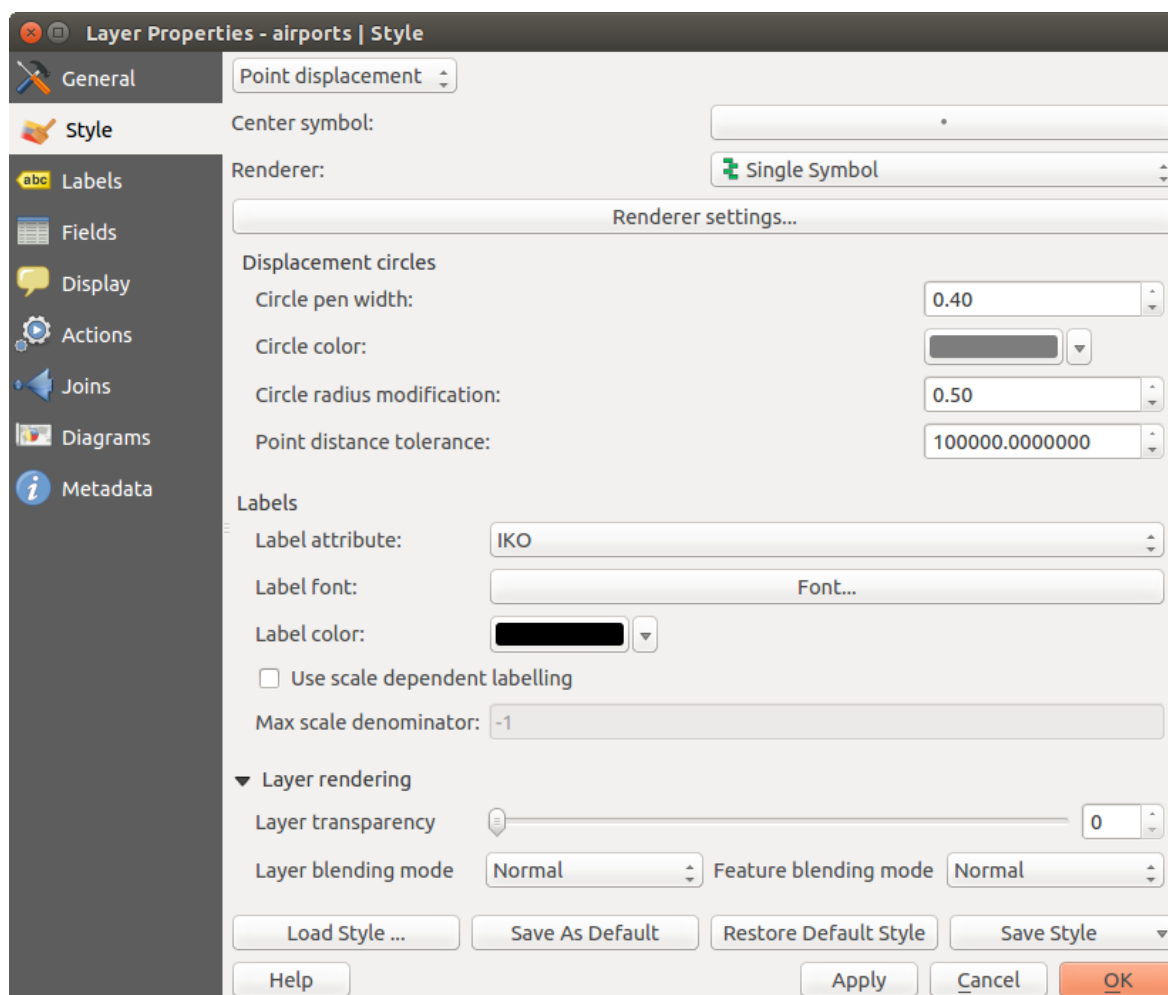 Layer Properties - airports | Style
General
Style
abc Labels
Fields
Display
Actions
Joins
Diagrams
Metadata
Point displacement
Center symbol:
Renderer: Single Symbol
Renderer settings...
Displacement circles
Circle pen width: 0.40
Circle color:
Circle radius modification: 0.50
Point distance tolerance: 100000.0000000
Labels
Label attribute: IKO
Label font: Font...
Label color:
Use scale dependent labelling
Max scale denominator: -1
Layer rendering
Layer transparency 0
Layer blending mode Normal Feature blending mode Normal
Load Style ... Save As Default Restore Default Style Save Style
Help Apply Cancel OK